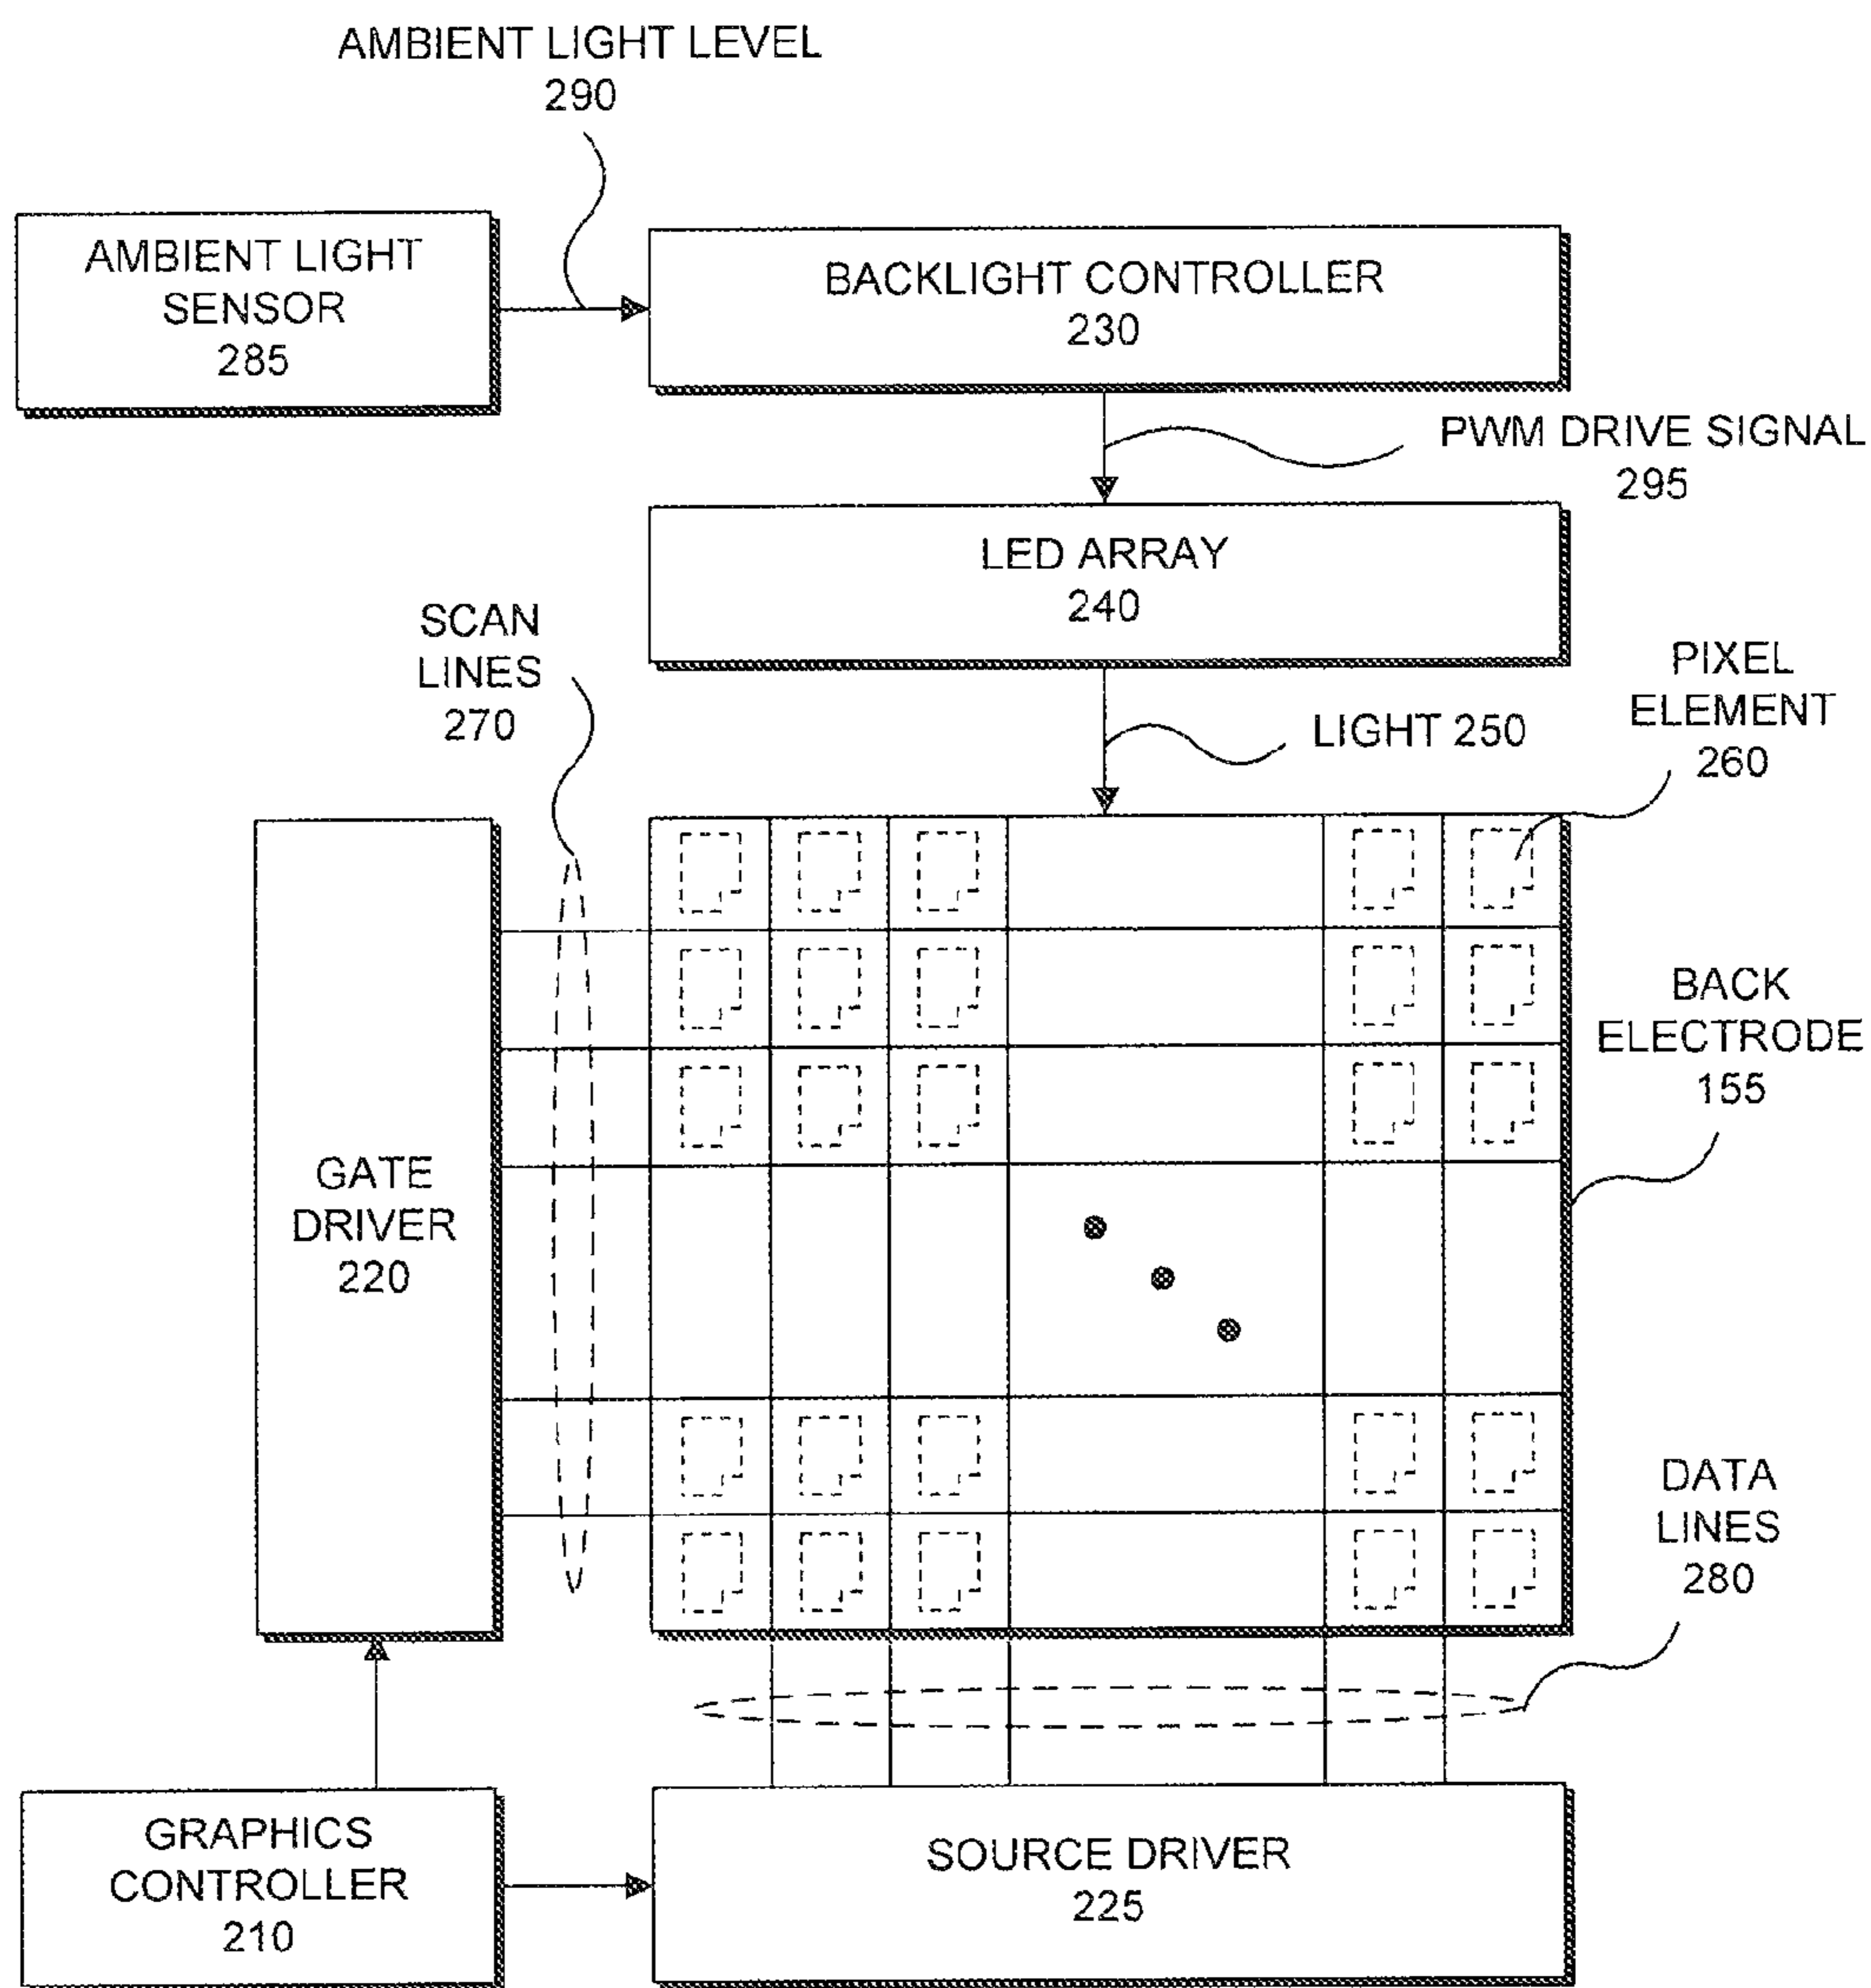 AMBIENT LIGHT LEVEL
290
AMBIENT LIGHT
SENSOR
285
BACKLIGHT CONTROLLER
230
PWM DRIVE SIGNAL
295
LED ARRAY
240
SCAN
LINES
270
LIGHT 250
PIXEL
ELEMENT
260
GATE
DRIVER
220
BACK
ELECTRODE
155
DATA
LINES
280
GRAPHICS
CONTROLLER
210
SOURCE DRIVER
225